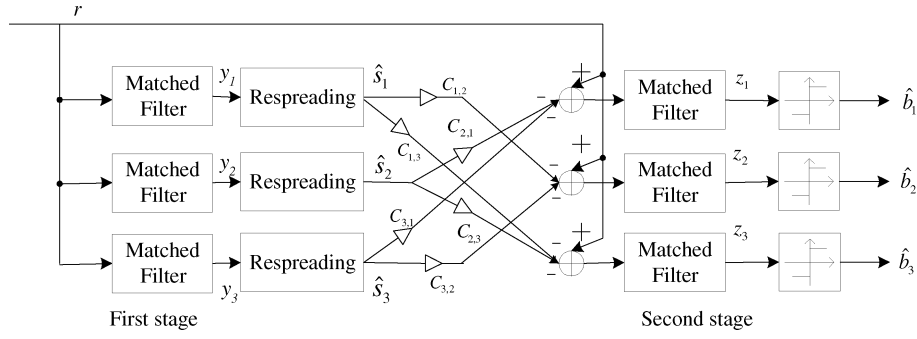 r
Matched Filter
y1
Respreading
ŝ1
C1,2
+
-
-
Matched Filter
z1
b̂1
C1,3
C2,1
Matched Filter
y2
Respreading
ŝ2
+
-
-
Matched Filter
z2
b̂2
C3,1
C2,3
Matched Filter
y3
Respreading
ŝ3
C3,2
+
-
-
Matched Filter
z3
b̂3
First stage
Second stage